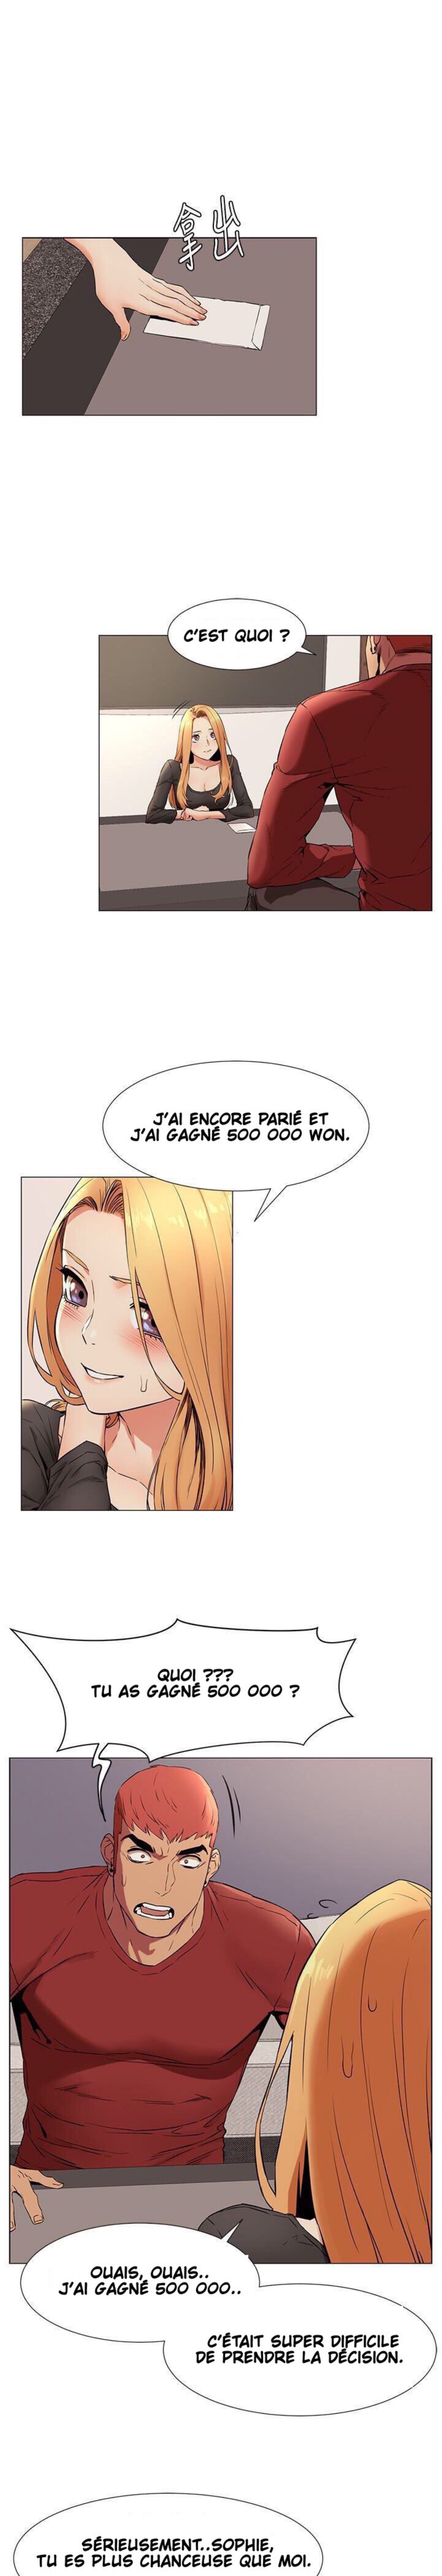 拿出
C'EST QUOI ?
J'AI ENCORE PARIÉ ET
J'AI GAGNÉ 500 000 WON.
QUOI ???
TU AS GAGNÉ 500 000 ?
OUAIS, OUAIS..
J'AI GAGNÉ 500 000..
C'ÉTAIT SUPER DIFFICILE
DE PRENDRE LA DÉCISION.
SÉRIEUSEMENT..SOPHIE,
TU ES PLUS CHANCEUSE QUE MOI.